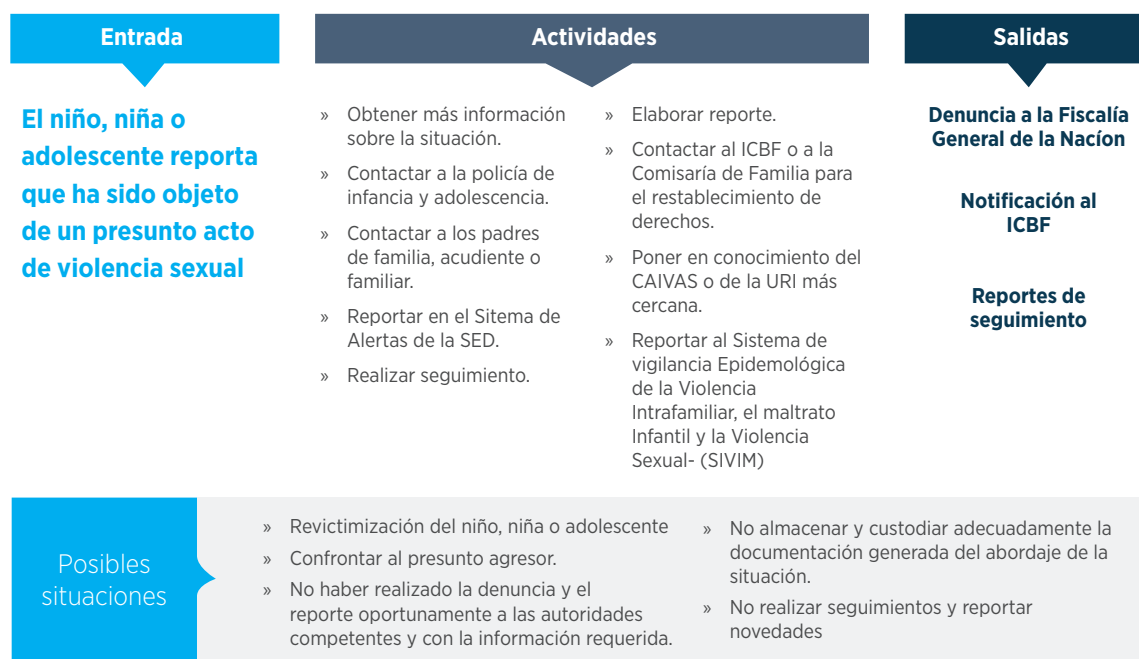 Entrada
El niño, niña o
adolescente reporta
que ha sido objeto
de un presunto acto
de violencia sexual
Actividades
» Obtener más información
sobre la situación.
» Contactar a la policía de
infancia y adolescencia.
» Contactar a los padres
de familia, acudiente o
familiar.
» Reportar en el Sitema de
Alertas de la SED.
» Realizar seguimiento.
» Elaborar reporte.
» Contactar al ICBF o a la
Comisaría de Familia para
el restablecimiento de
derechos.
» Poner en conocimiento del
CAIVAS o de la URI más
cercana.
» Reportar al Sistema de
vigilancia Epidemológica
de la Violencia
Intrafamiliar, el maltrato
Infantil y la Violencia
Sexual- (SIVIM)
Salidas
Denuncia a la Fiscalía
General de la Nacíon
Notificación al
ICBF
Reportes de
seguimiento
Posibles
situaciones
» Revictimización del niño, niña o adolescente
» Confrontar al presunto agresor.
» No haber realizado la denuncia y el
reporte oportunamente a las autoridades
competentes y con la información requerida.
» No almacenar y custodiar adecuadamente la
documentación generada del abordaje de la
situación.
» No realizar seguimientos y reportar
novedades